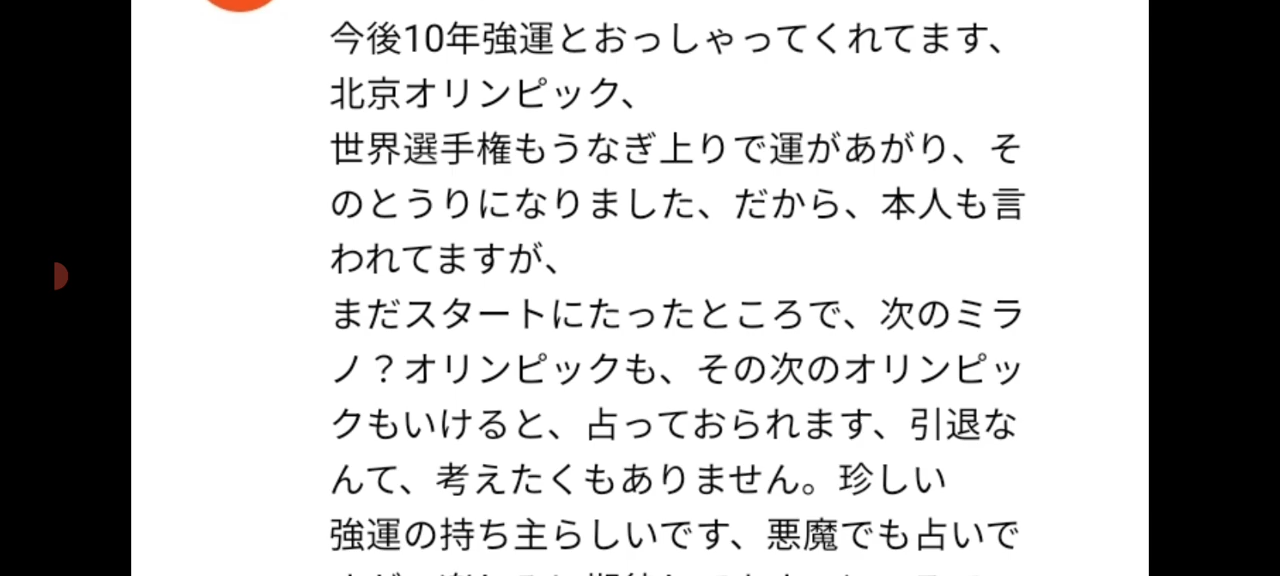 今後10年強運とおっしゃってくれてます、
北京オリンピック、
世界選手権もうなぎ上りで運があがり、そ
のとうりになりました、だから、本人も言
われてますが、
まだスタートにたったところで、次のミラ
ノ？オリンピックも、その次のオリンピッ
クもいけると、占っておられます、引退な
んて、考えたくもありません。珍しい
強運の持ち主らしいです、悪魔でも占いで